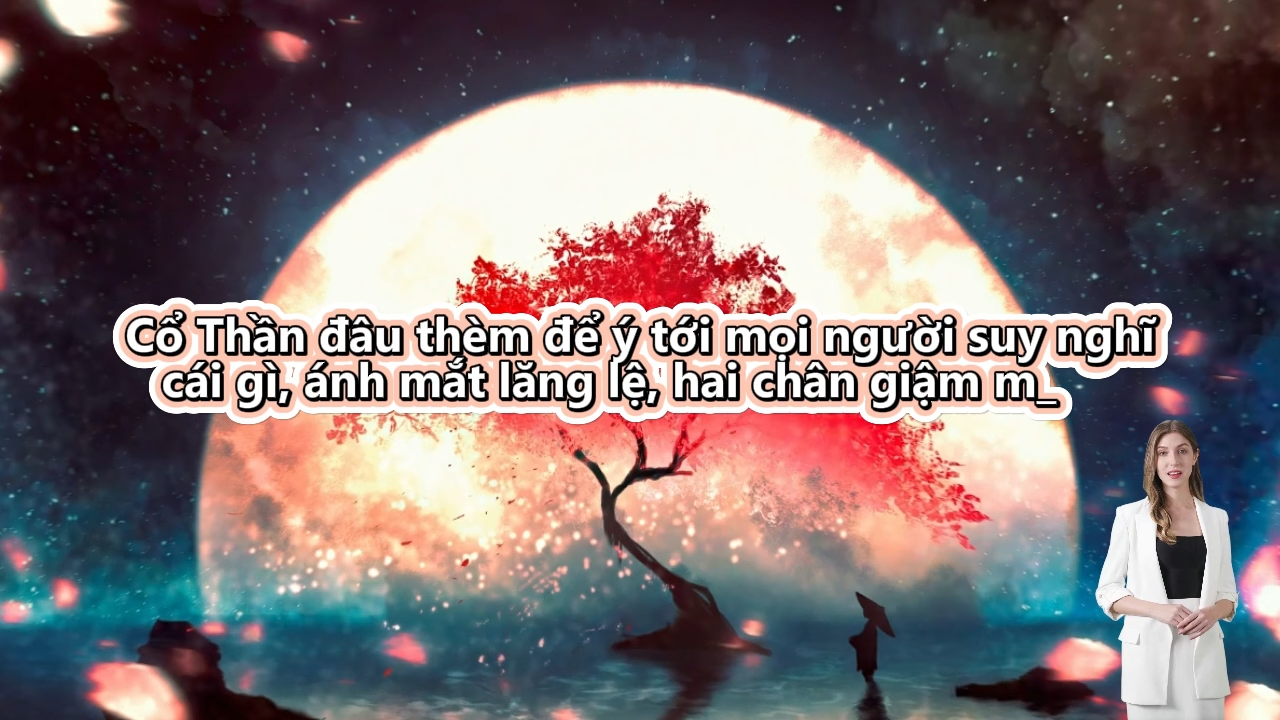 Cổ Thần đâu thèm để ý tới mọi người suy nghĩ
cái gì, ánh mắt lăng lệ, hai chân giậm m_